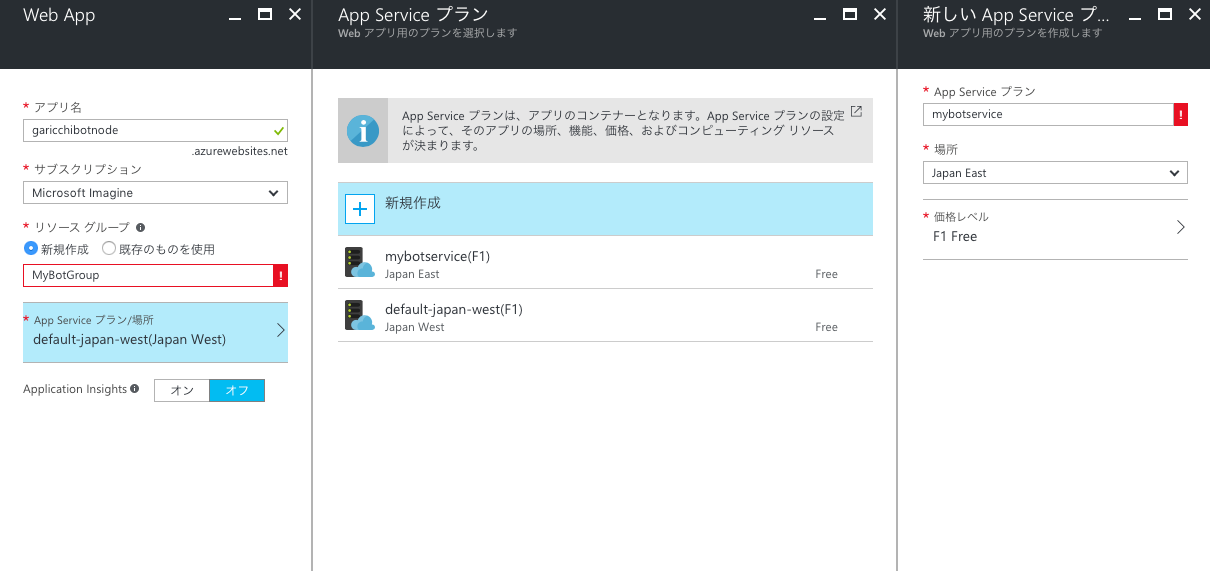 Web App
* アプリ名
garicchibotnode
.azurewebsites.net
* サブスクリプション
Microsoft Imagine
* リソース グループ
新規作成 既存のものを使用
MyBotGroup
!
* App Service プラン/場所
default-japan-west(Japan West)
Application Insights オン オフ
App Service プラン
Web アプリ用のプランを選択します
App Service プランは、アプリのコンテナーとなります。App Service プランの設定
によって、そのアプリの場所、機能、価格、およびコンピューティング リソース
が決まります。
新規作成
mybotservice(F1)
Japan East Free
default-japan-west(F1)
Japan West Free
新しい App Service プ...
Web アプリ用のプランを作成します
* App Service プラン
mybotservice
!
* 場所
Japan East
* 価格レベル
F1 Free